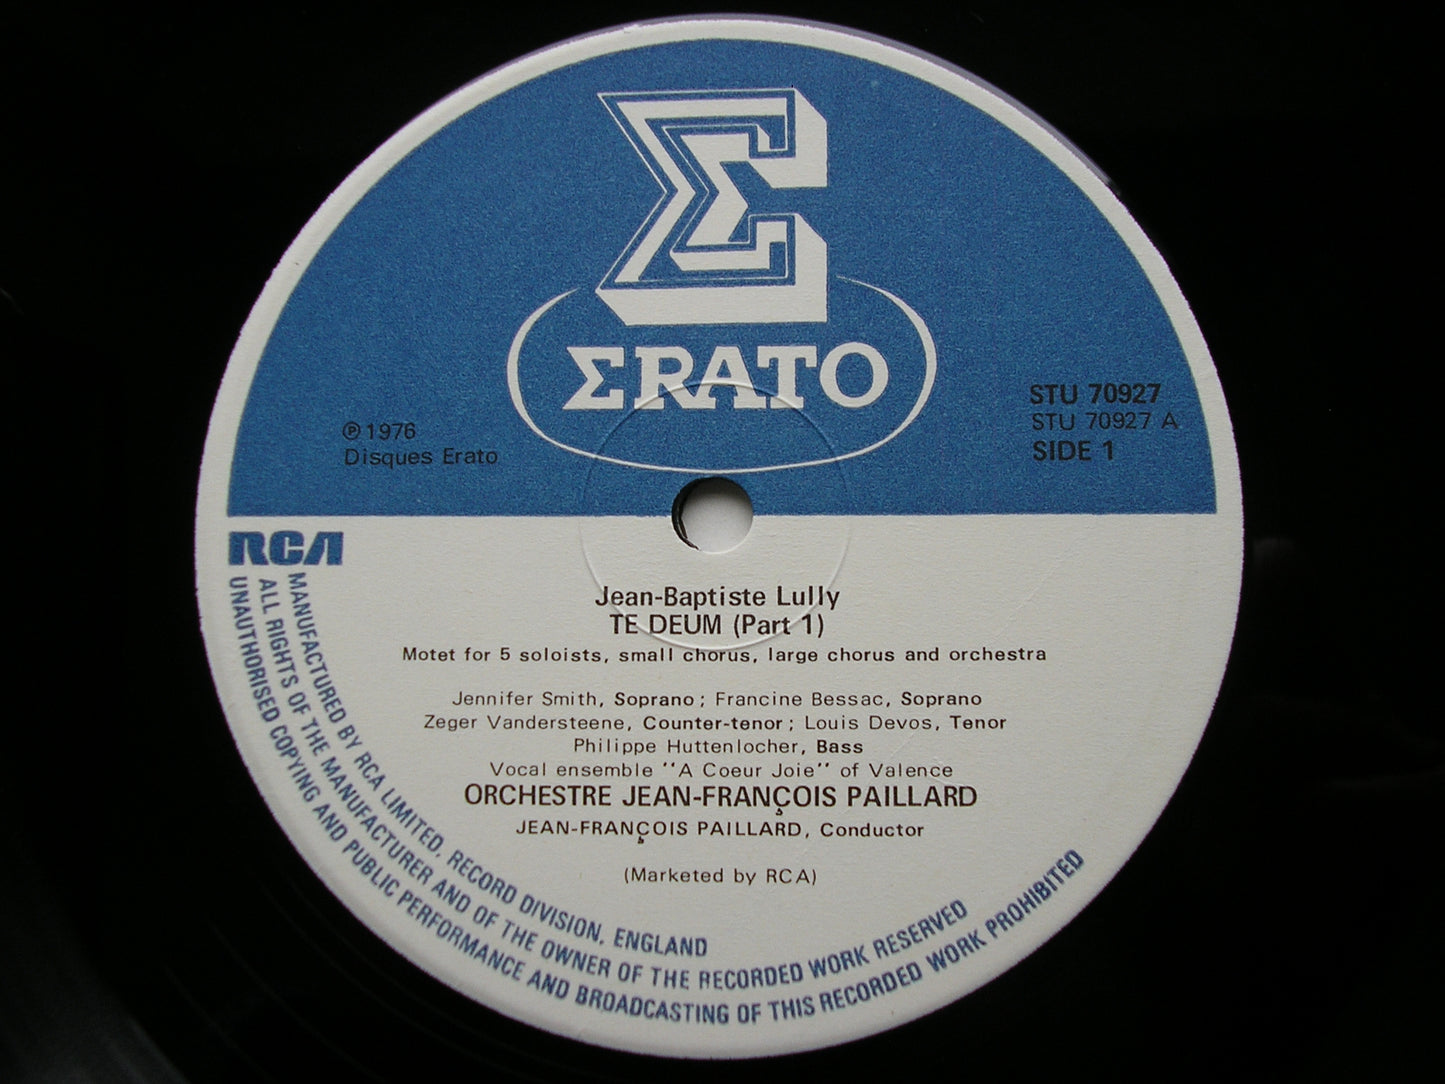 Σ
ΣRATO
STU 70927
STU 70927 A
SIDE 1
℗ 1976
Disques Erato
RCA
Jean-Baptiste Lully
TE DEUM (Part 1)
Motet for 5 soloists, small chorus, large chorus and orchestra
Jennifer Smith, Soprano ; Francine Bessac, Soprano
Zeger Vandersteene, Counter-tenor ; Louis Devos, Tenor
Philippe Huttenlocher, Bass
Vocal ensemble "A Coeur Joie" of Valence
ORCHESTRE JEAN-FRANÇOIS PAILLARD
JEAN-FRANÇOIS PAILLARD, Conductor
(Marketed by RCA)
MANUFACTURED BY RCA LIMITED, RECORD DIVISION, ENGLAND
ALL RIGHTS OF THE MANUFACTURER AND OF THE OWNER OF THE RECORDED WORK RESERVED
UNAUTHORISED COPYING AND PUBLIC PERFORMANCE AND BROADCASTING OF THIS RECORDED WORK PROHIBITED